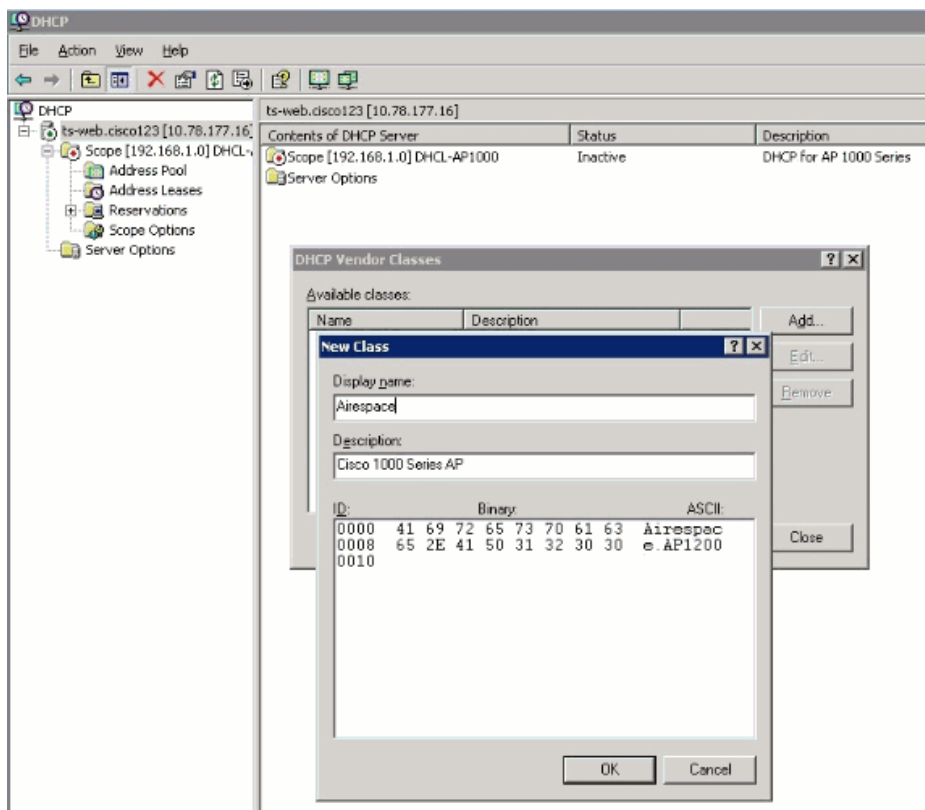 DHCP
File Action View Help
DHCP
ts-web.cisco123 [10.78.177.16]
Scope [192.168.1.0] DHCL-
Address Pool
Address Leases
Reservations
Scope Options
Server Options
ts-web.cisco123 [10.78.177.16]
Contents of DHCP Server Status Description
Scope [192.168.1.0] DHCL-AP1000 Inactive DHCP for AP 1000 Series
Server Options
DHCP Vendor Classes
Available classes:
Name Description
Add...
Edit...
Remove
Close
New Class
Display name:
Airespace
Description:
Cisco 1000 Series AP
ID: Binary: ASCII:
0000 41 69 72 65 73 70 61 63 Airespac
0008 65 2E 41 50 31 32 30 30 e.AP1200
0010
OK Cancel